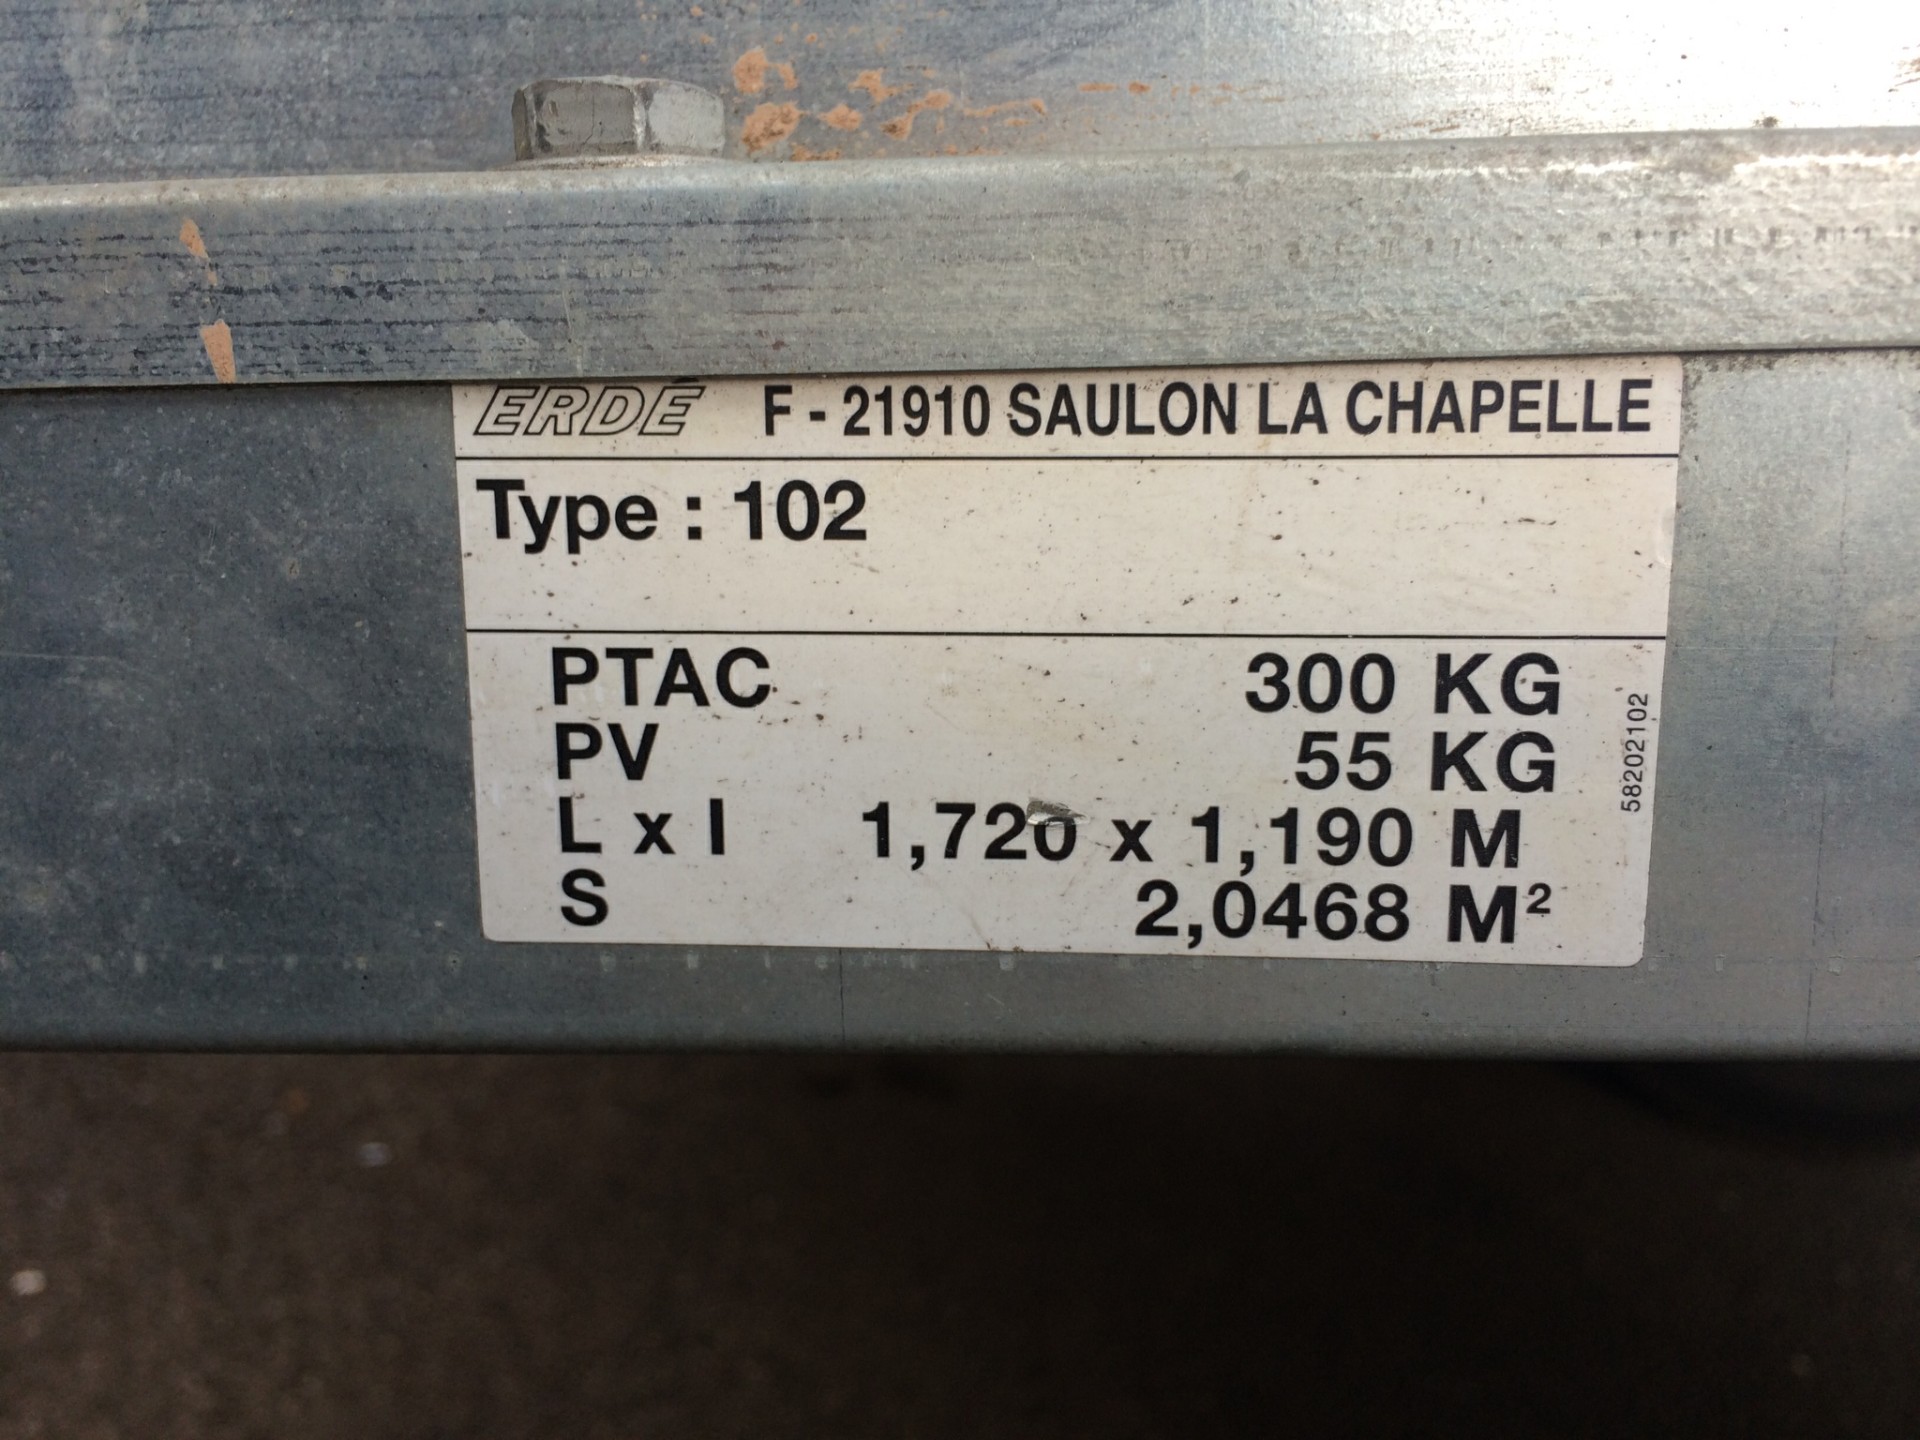 ERDÉ F - 21910 SAULON LA CHAPELLE
Type : 102
PTAC 300 KG
PV 55 KG
L x l 1,720 x 1,190 M
S 2,0468 M²
58202102